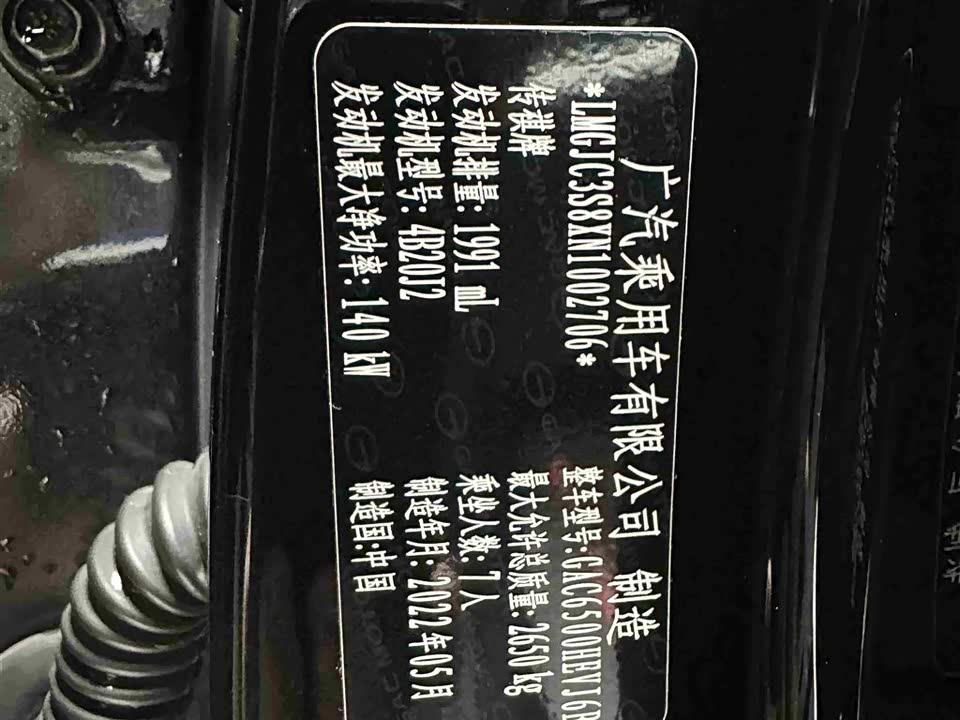 广汽乘用车有限公司 制造
*LMGJC3S8XN1002706* 整车型号:GAC6500HEVJ6B
传祺牌 最大允许总质量:2650kg
发动机排量:1991 mL 乘坐人数:7人
发动机型号:4B20J2 制造年月:2022年05月
发动机最大净功率:140 kW 制造国:中国